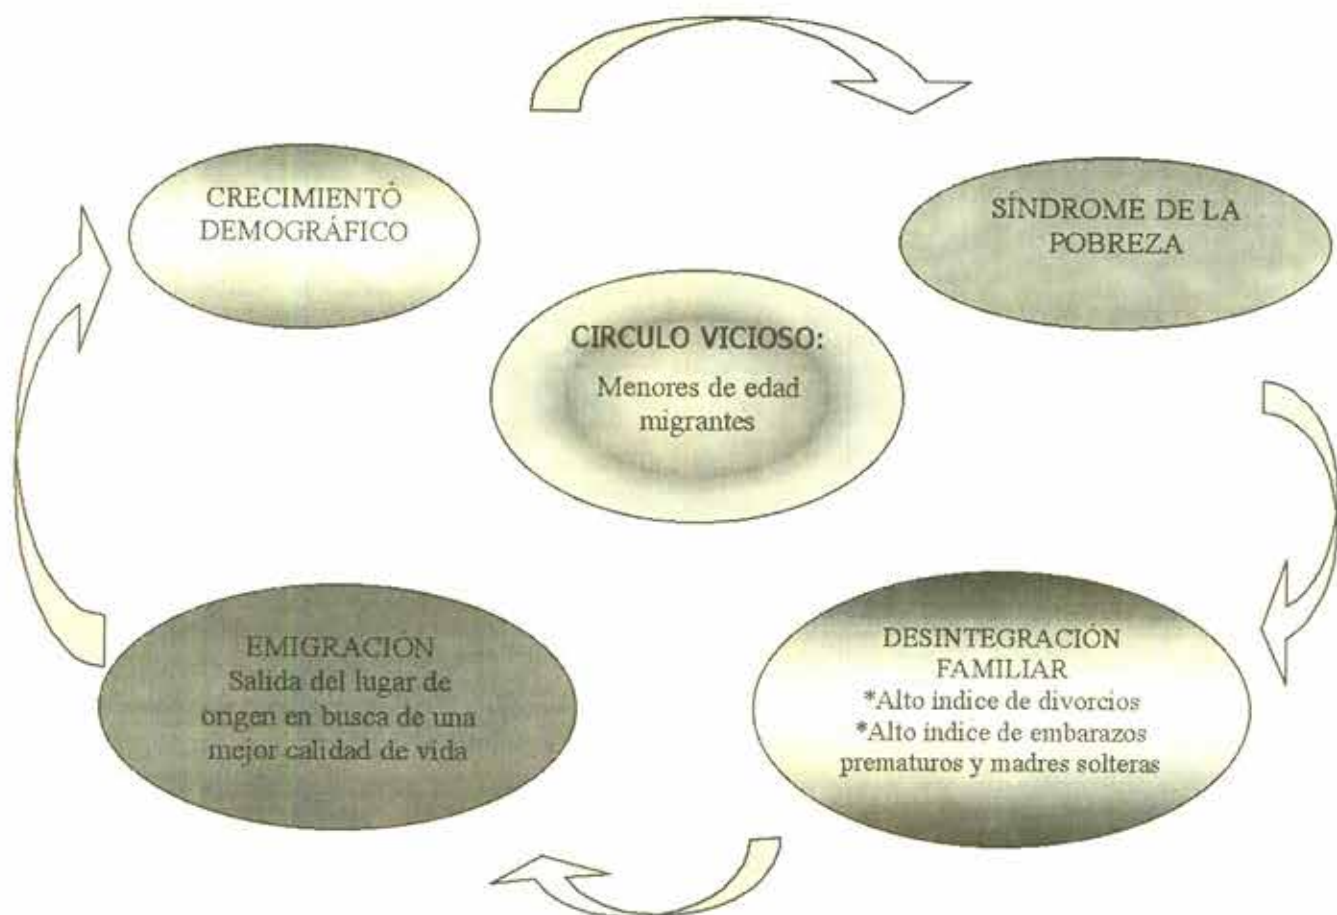 CRECIMIENTO
DEMOGRÁFICO
SÍNDROME DE LA
POBREZA
CIRCULO VICIOSO:
Menores de edad
migrantes
EMIGRACIÓN
Salida del lugar de
origen en busca de una
mejor calidad de vida
DESINTEGRACIÓN
FAMILIAR
*Alto índice de divorcios
*Alto índice de embarazos
prematuros y madres solteras